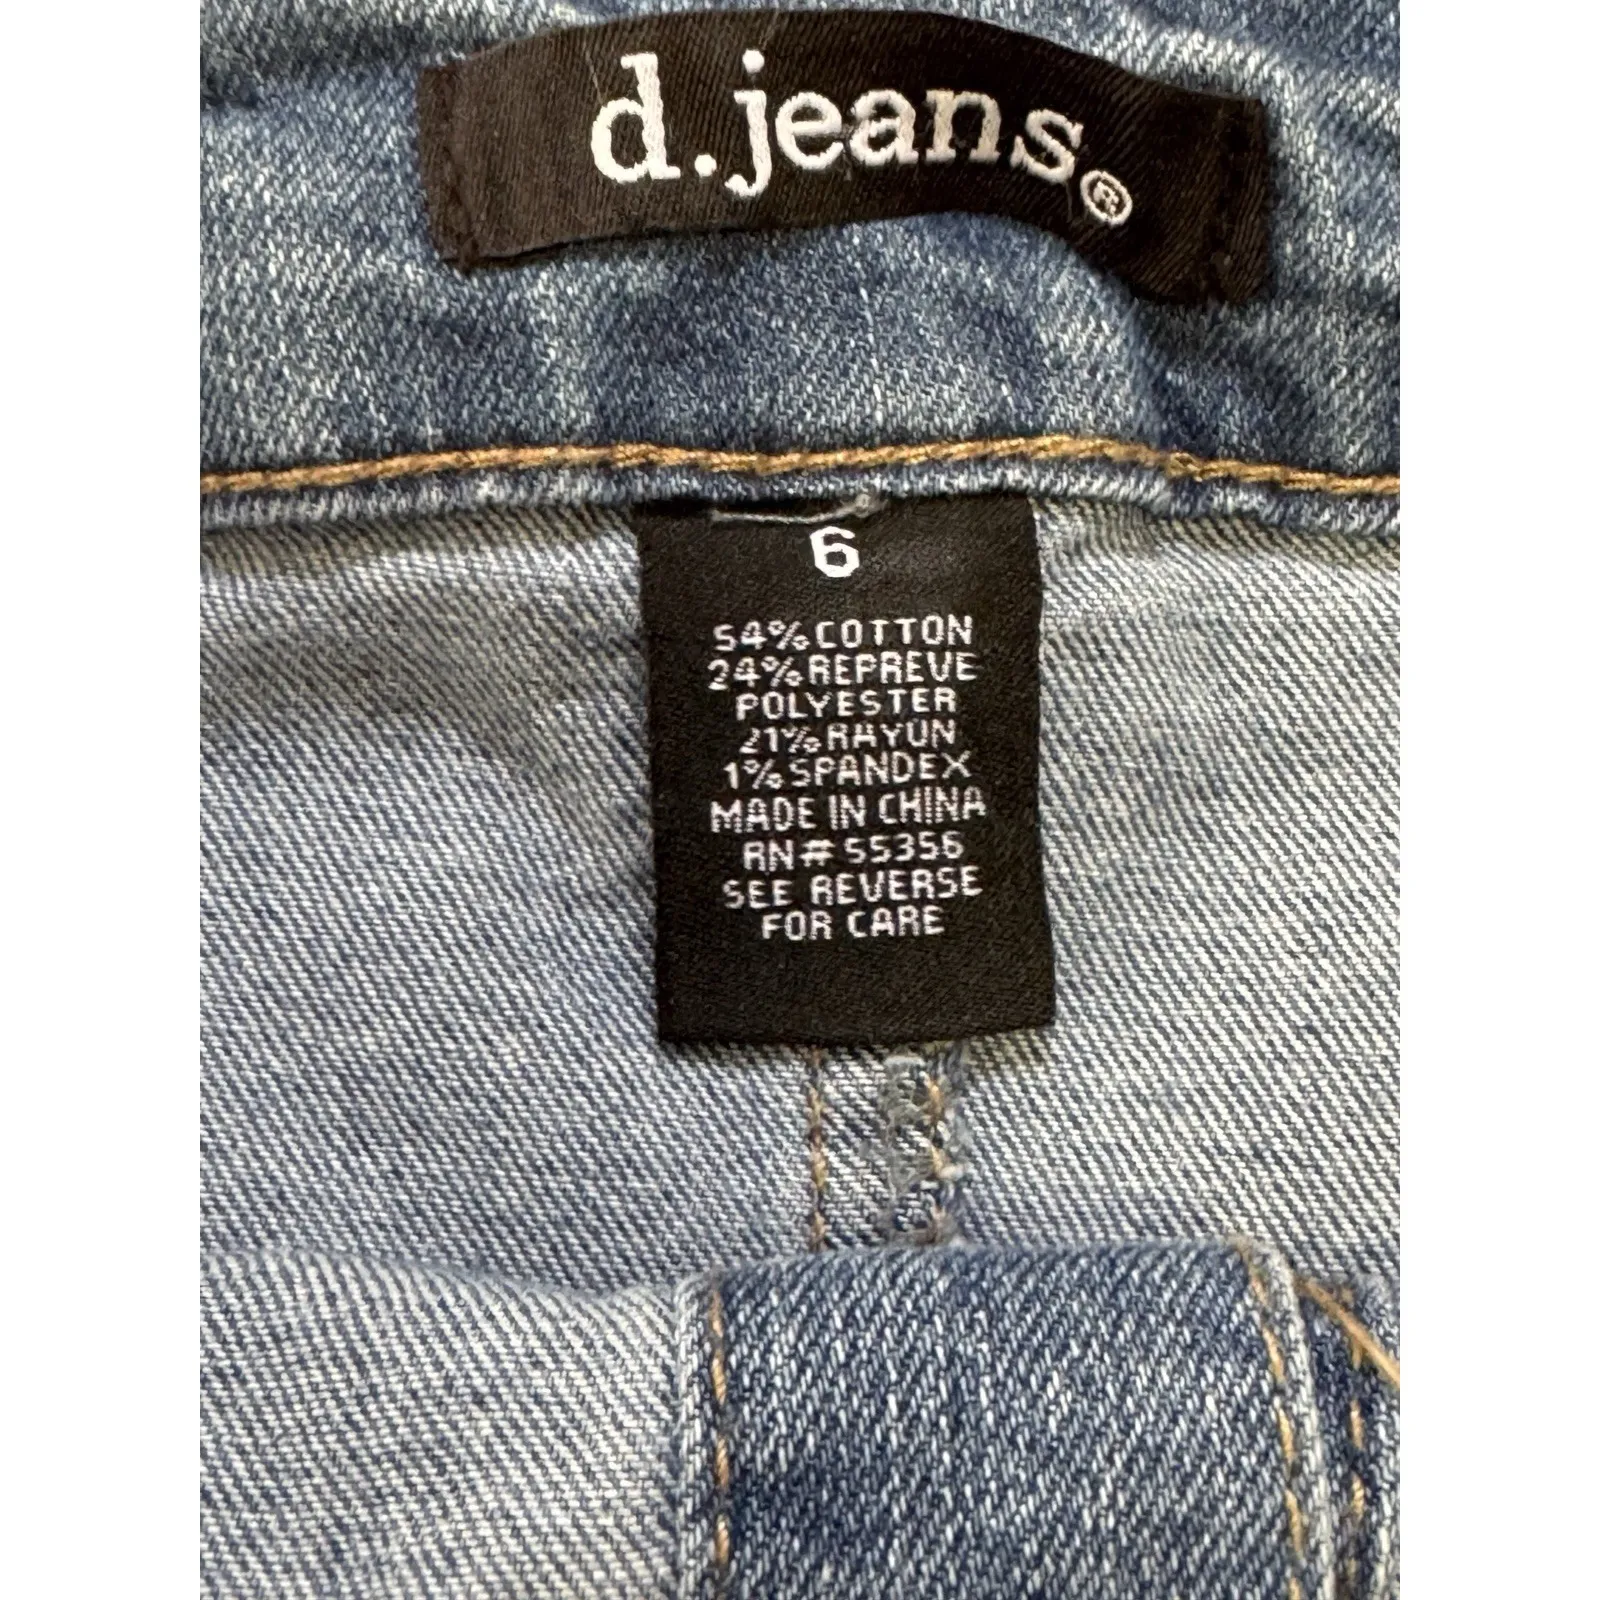 d.jeans®
6
54% COTTON
24% REPREVE
POLYESTER
21% RAYON
1% SPANDEX
MADE IN CHINA
RN# 55356
SEE REVERSE
FOR CARE